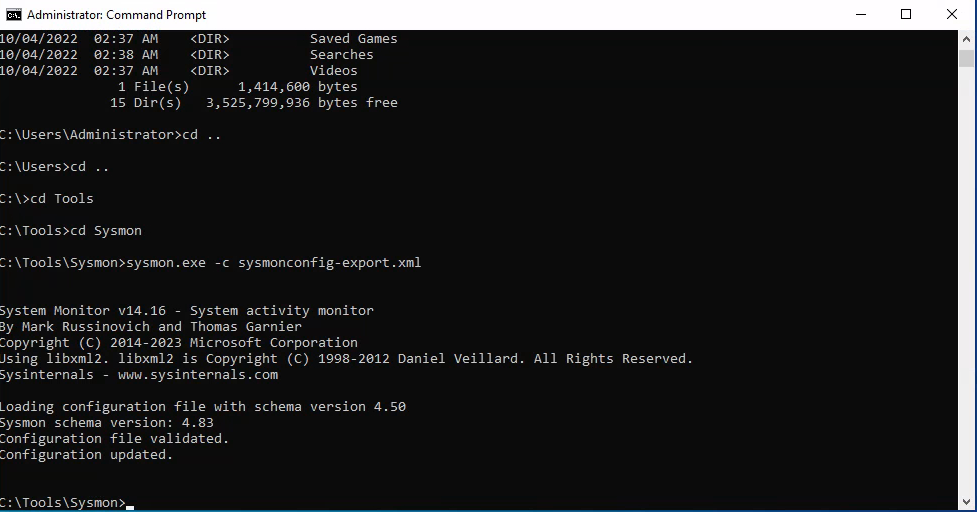 Administrator: Command Prompt
10/04/2022  02:37 AM    <DIR>          Saved Games
10/04/2022  02:38 AM    <DIR>          Searches
10/04/2022  02:37 AM    <DIR>          Videos
               1 File(s)      1,414,600 bytes
              15 Dir(s)   3,525,799,936 bytes free
C:\Users\Administrator>cd ..
C:\Users>cd ..
C:\>cd Tools
C:\Tools>cd Sysmon
C:\Tools\Sysmon>sysmon.exe -c sysmonconfig-export.xml
System Monitor v14.16 - System activity monitor
By Mark Russinovich and Thomas Garnier
Copyright (C) 2014-2023 Microsoft Corporation
Using libxml2. libxml2 is Copyright (C) 1998-2012 Daniel Veillard. All Rights Reserved.
Sysinternals - www.sysinternals.com
Loading configuration file with schema version 4.50
Sysmon schema version: 4.83
Configuration file validated.
Configuration updated.
C:\Tools\Sysmon>